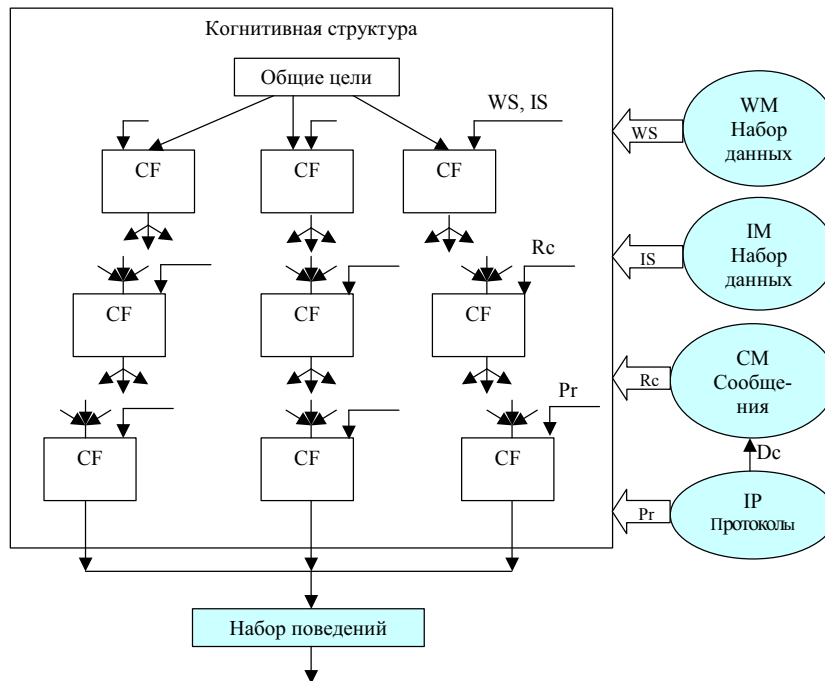 Когнитивная структура
Общие цели
WS, IS
CF
CF
CF
Rc
CF
CF
CF
Pr
CF
CF
CF
Набор поведений
WS
WM
Набор
данных
IS
IM
Набор
данных
Rc
CM
Сообще-
ния
Dc
Pr
IP
Протоколы